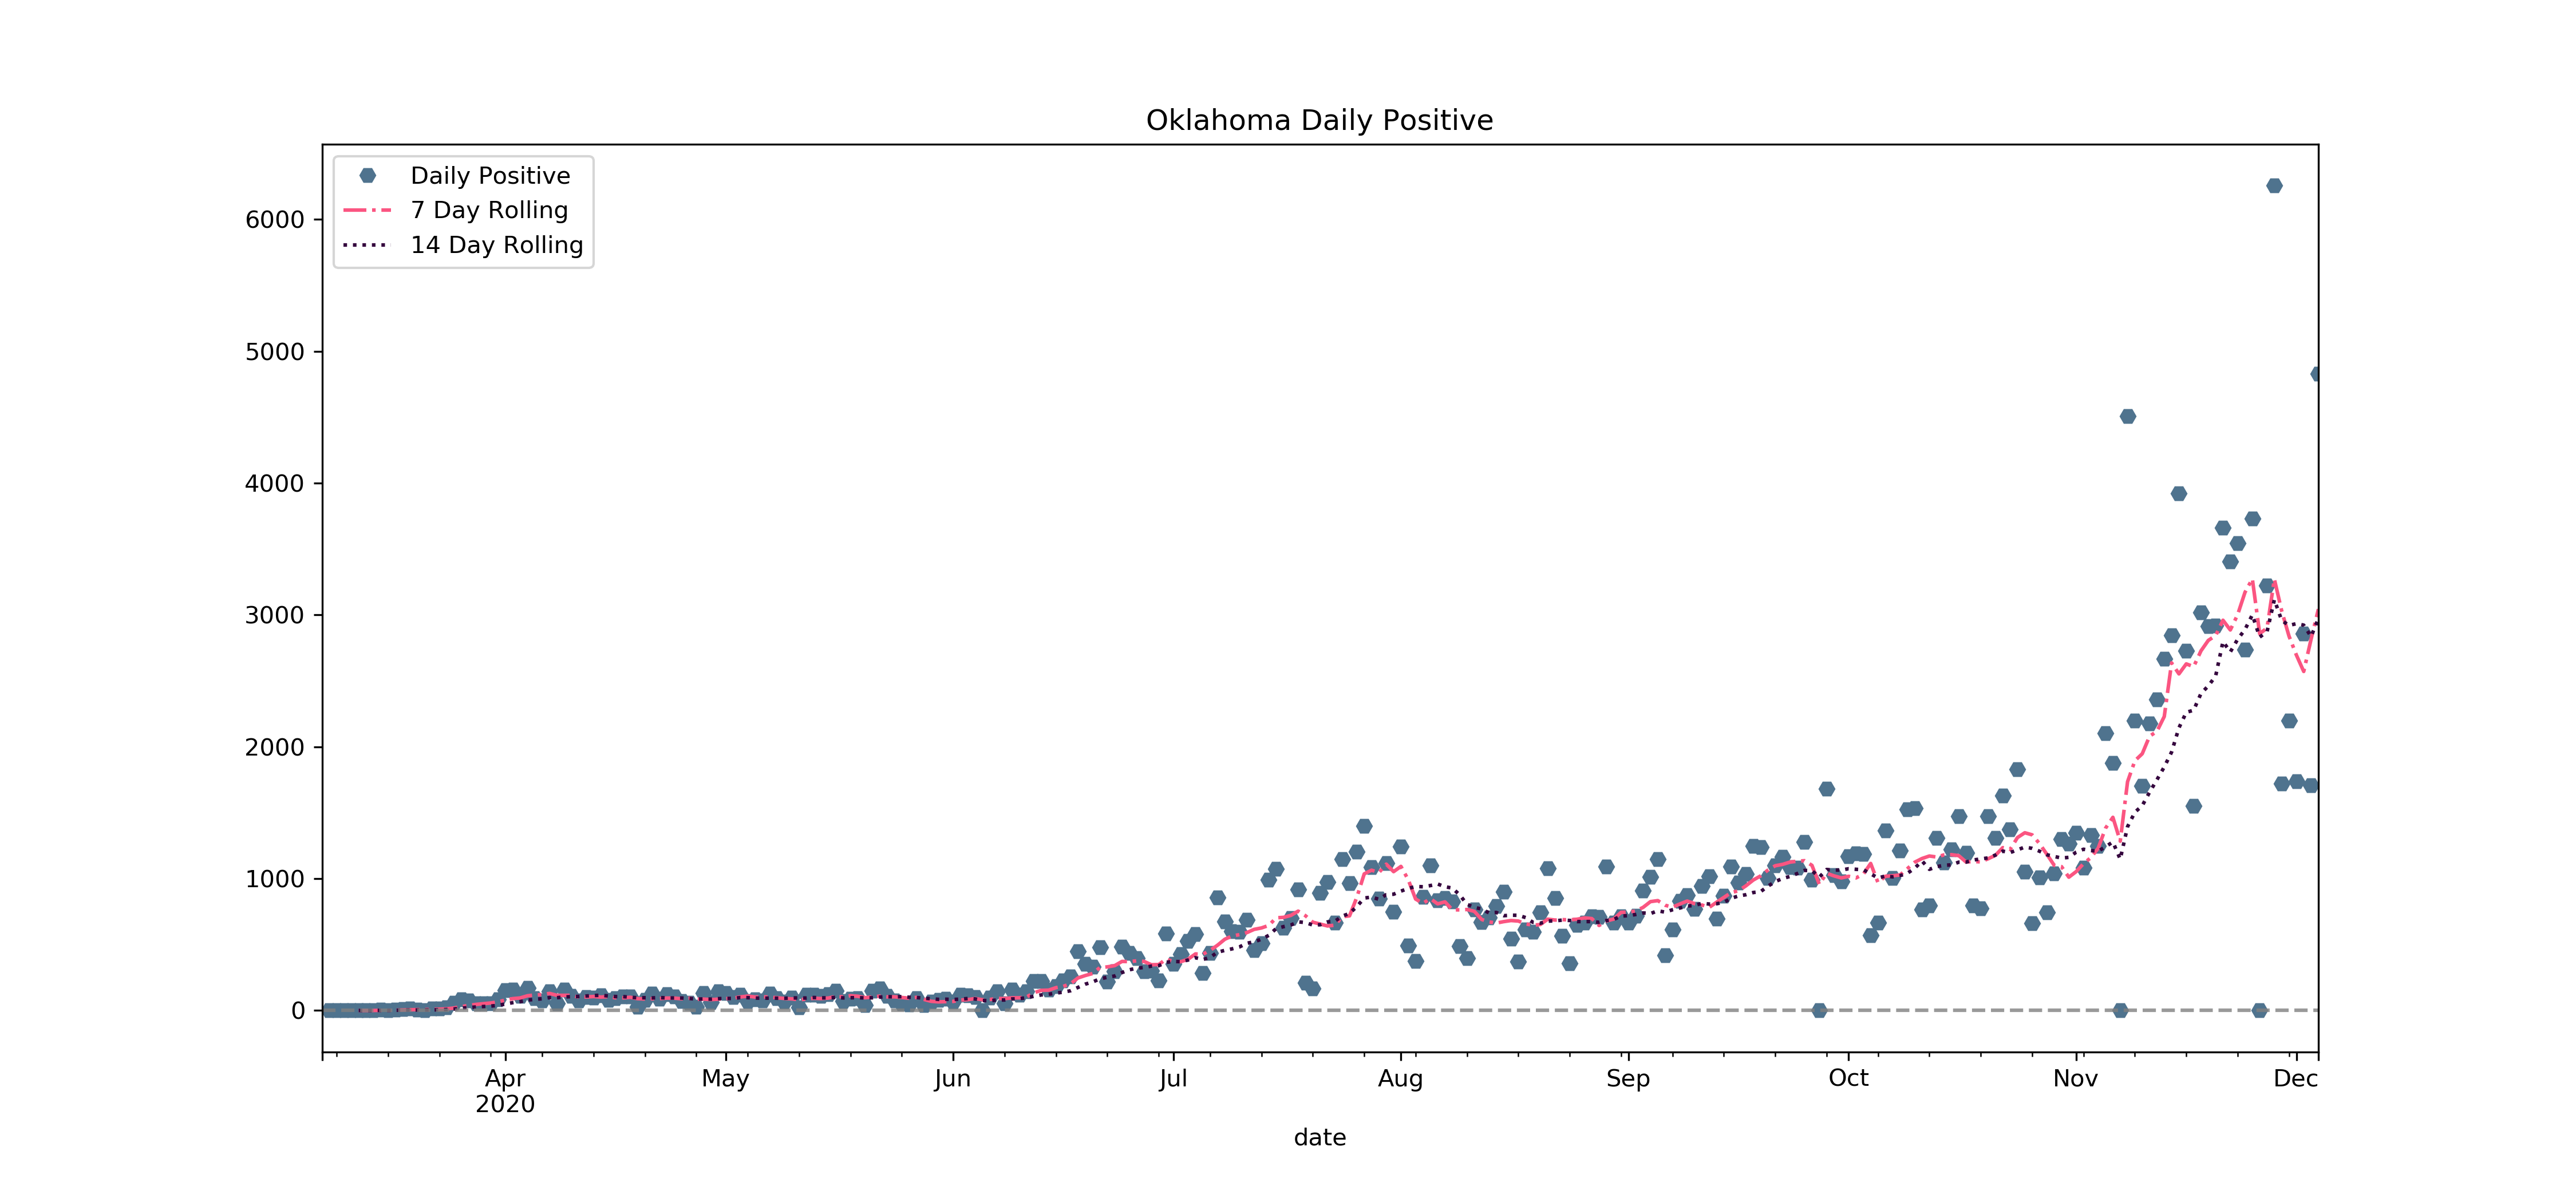 Oklahoma Daily Positive
Daily Positive
7 Day Rolling
14 Day Rolling
6000
5000
4000
3000
2000
1000
0
Apr May Jun Jul Aug Sep Oct Nov Dec
2020
date